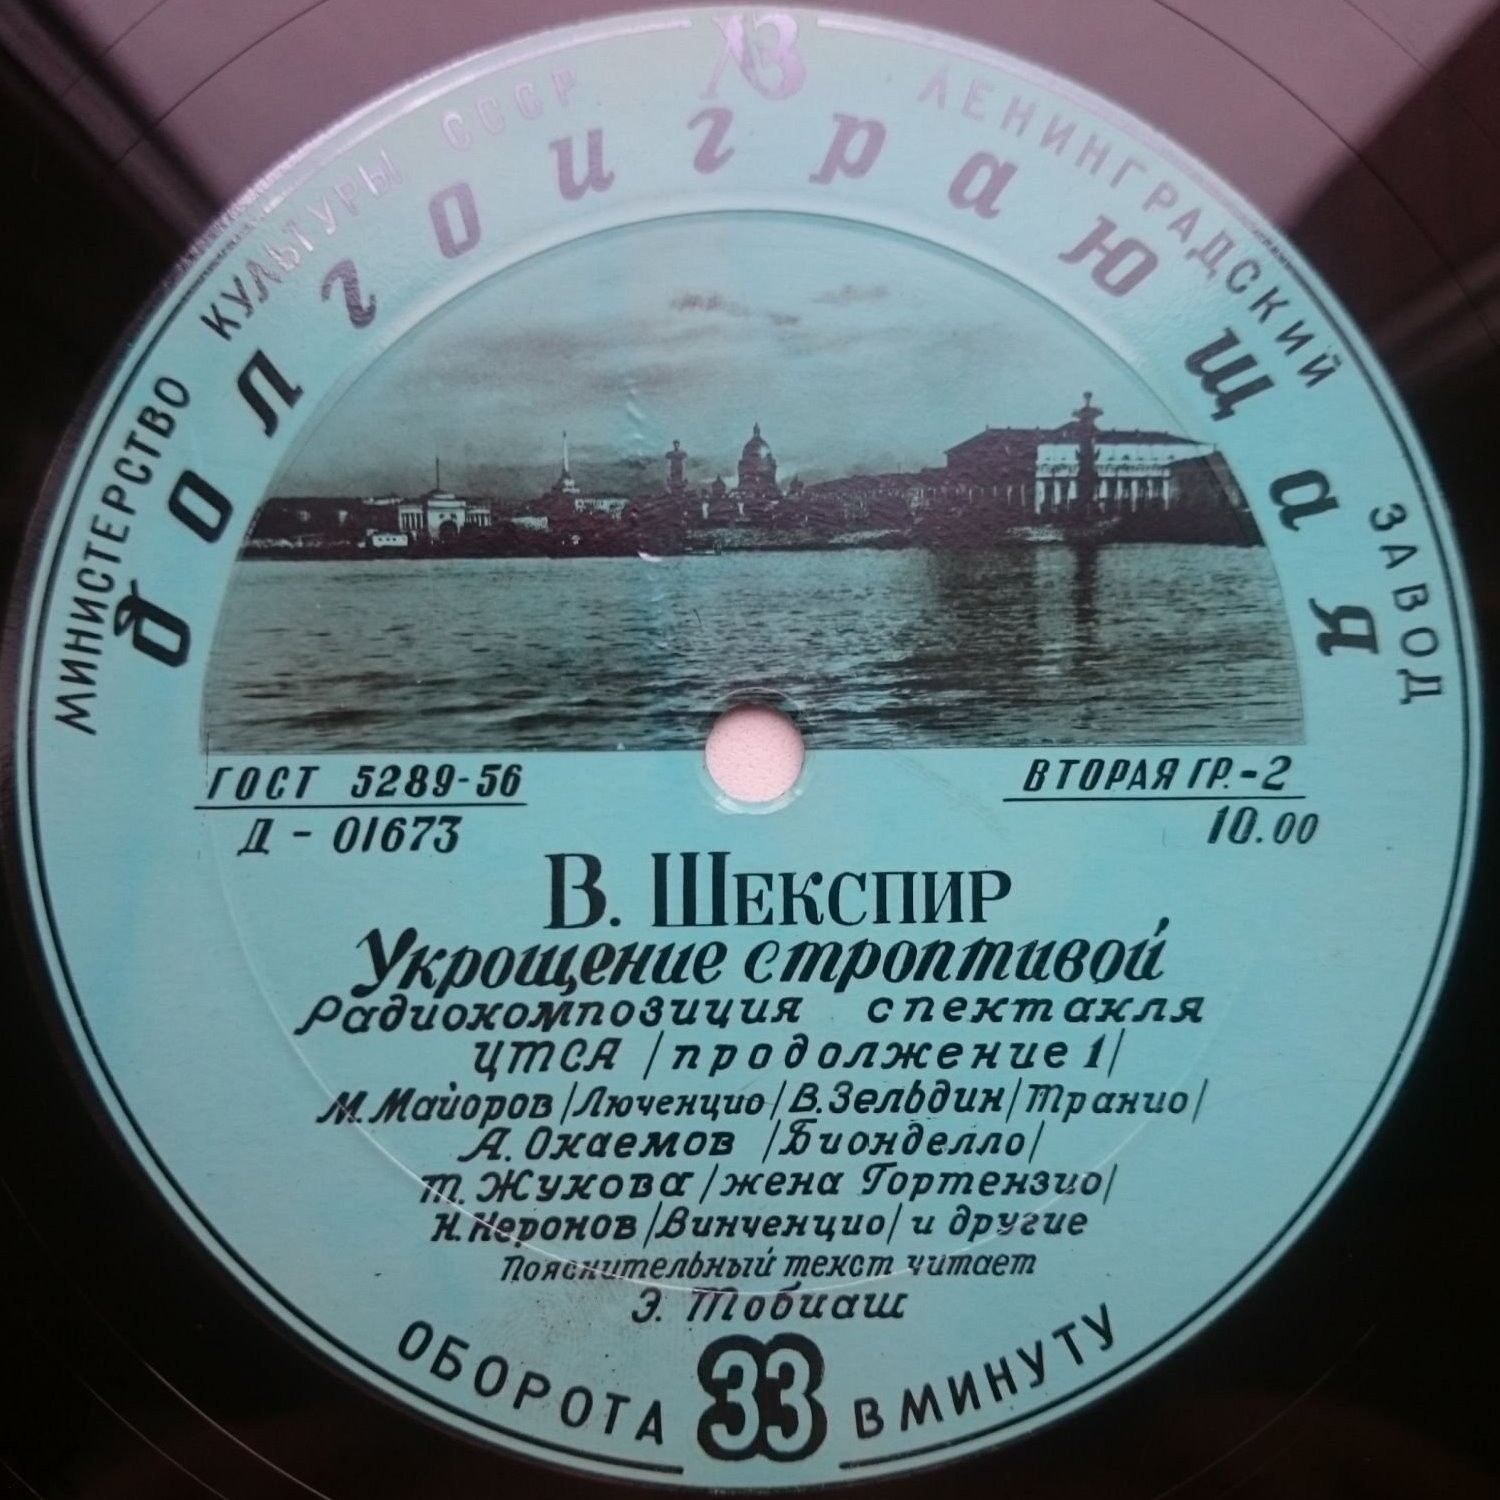 ЛЗ
МИНИСТЕРСТВО КУЛЬТУРЫ СССР
ЛЕНИНГРАДСКИЙ ЗАВОД
долгоиграющая
ГОСТ 5289-56
Д - 01673
ВТОРАЯ ГР.-2
10.00
В. ШЕКСПИР
Укрощение строптивой
Радиокомпозиция спектакля
ЦТСА /продолжение 1/
М. Майоров /Люченцио/ В. Зельдин /Транио/
А. Окаемов /Бионделло/
Т. Жукова /жена Гортензио/
Н. Неронов /Винченцио/ и другие
Пояснительный текст читает
Э. Тобиаш
ОБОРОТА 33 В МИНУТУ